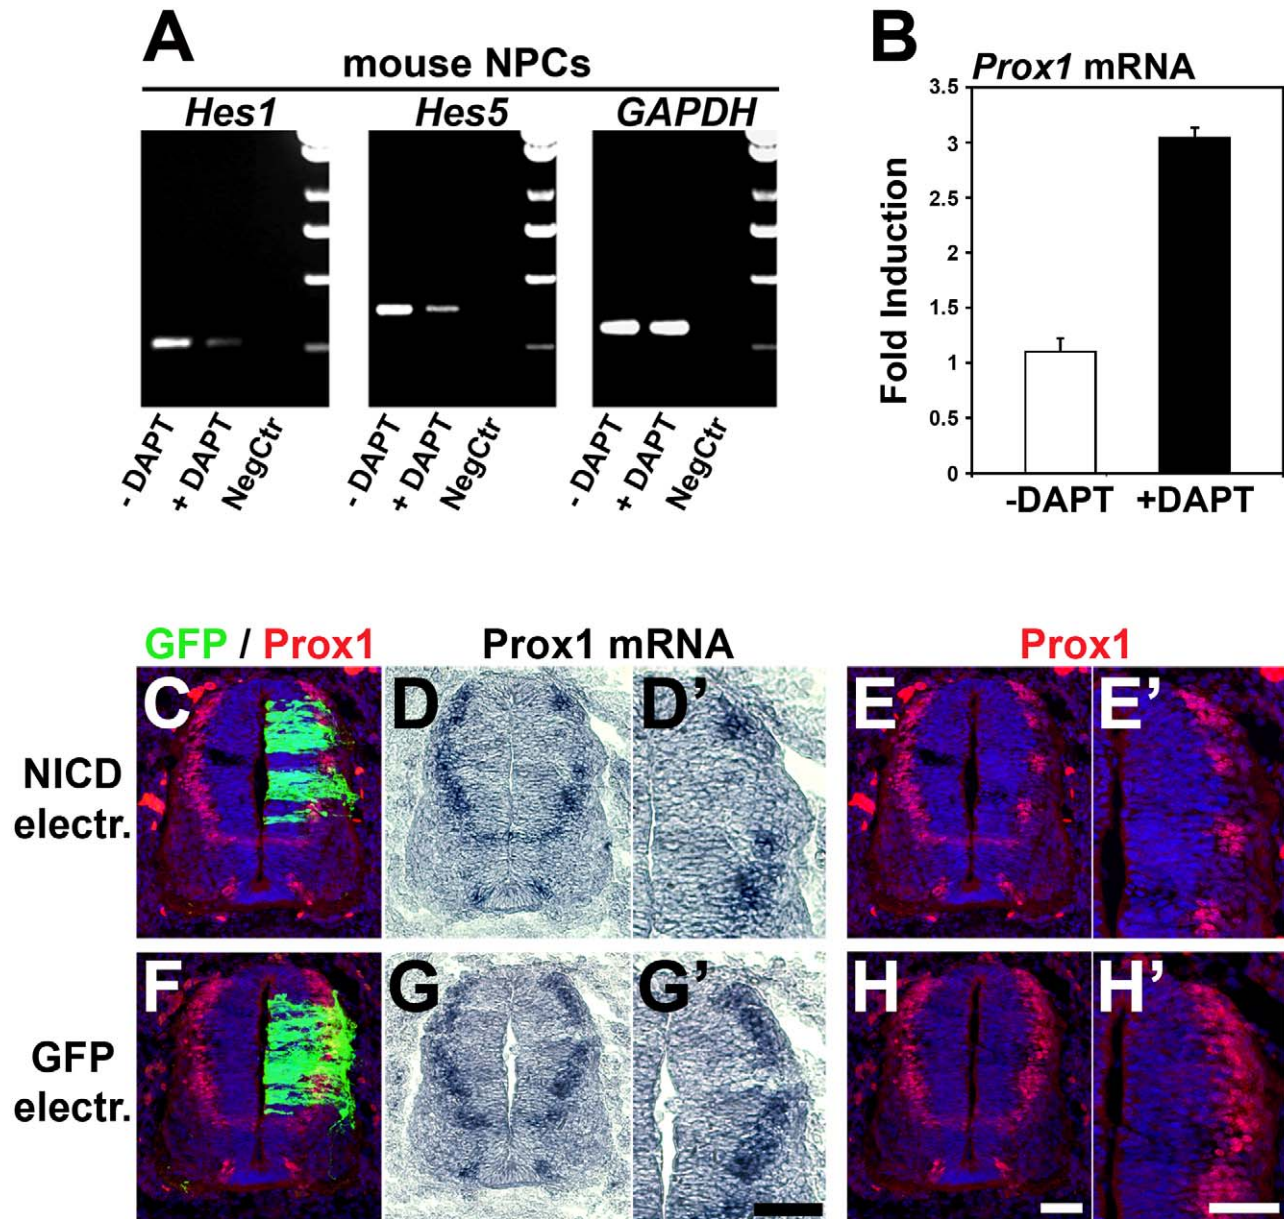 A
mouse NPCs
Hes1 Hes5 GAPDH
- DAPT + DAPT NegCtr - DAPT + DAPT NegCtr - DAPT + DAPT NegCtr
B
Prox1 mRNA
3.5
3
2.5
2
1.5
1
0.5
0
Fold Induction
-DAPT +DAPT
GFP / Prox1 Prox1 mRNA Prox1
NICD
electr.
C D D’ E E’
GFP
electr.
F G G’ H H’